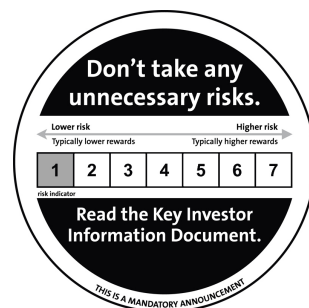 Don't take any
unnecessary risks.
Lower risk Higher risk
Typically lower rewards Typically higher rewards
1 2 3 4 5 6 7
risk indicator
Read the Key Investor
Information Document.
THIS IS A MANDATORY ANNOUNCEMENT